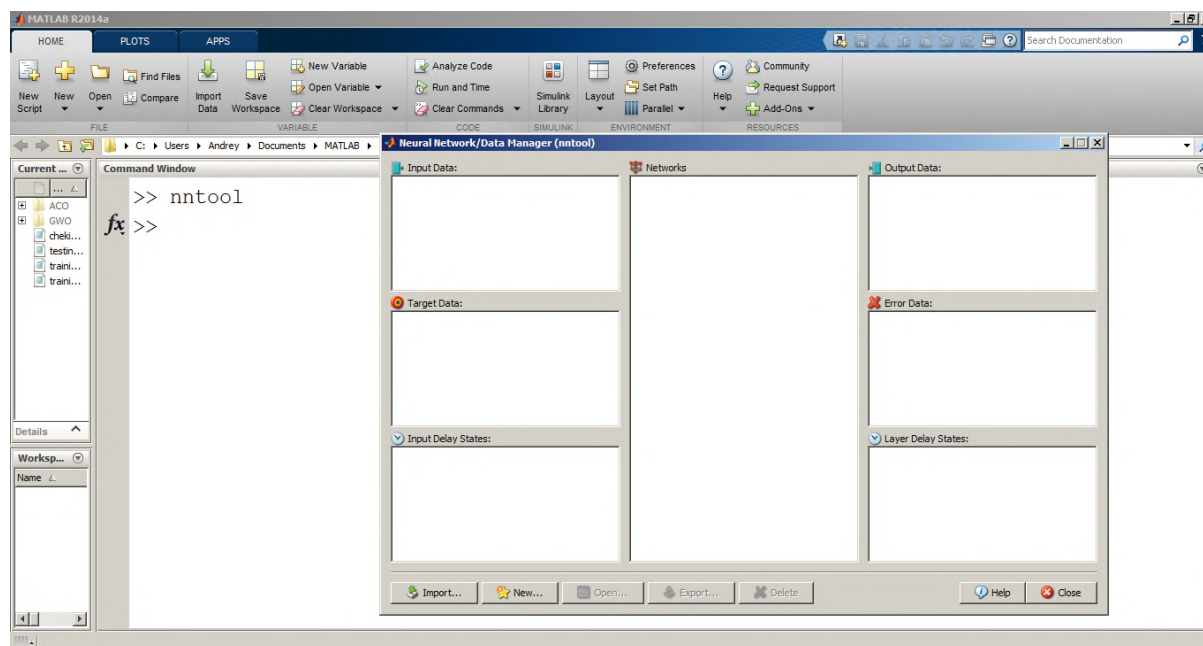 MATLAB R2014a
HOME PLOTS APPS
Search Documentation
New Script
New
Open
Find Files
Compare
Import Data
Save Workspace
New Variable
Open Variable
Clear Workspace
Analyze Code
Run and Time
Clear Commands
Simulink Library
Layout
Preferences
Set Path
Parallel
Help
Community
Request Support
Add-Ons
FILE VARIABLE CODE SIMULINK ENVIRONMENT RESOURCES
C: Users Andrey Documents MATLAB
Current ...
... 
ACO
GWO
cheki...
testin...
traini...
traini...
Details
Worksp...
Name
Command Window
>> nntool
fx >>
Neural Network/Data Manager (nntool)
Input Data:
Networks
Output Data:
Target Data:
Error Data:
Input Delay States:
Layer Delay States:
Import... New... Open... Export... Delete Help Close